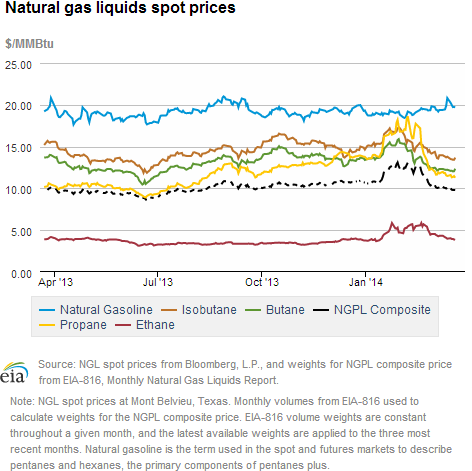 Natural gas liquids spot prices
$/MMBtu
25.00
20.00
15.00
10.00
5.00
0.00
Apr '13
Jul '13
Oct '13
Jan '14
Natural Gasoline
Isobutane
Butane
NGPL Composite
Propane
Ethane
eia
Source: NGL spot prices from Bloomberg, L.P., and weights for NGPL composite price
from EIA-816, Monthly Natural Gas Liquids Report.
Note: NGL spot prices at Mont Belvieu, Texas. Monthly volumes from EIA-816 used to
calculate weights for the NGPL composite price. EIA-816 volume weights are constant
throughout a given month, and the latest available weights are applied to the three most
recent months. Natural gasoline is the term used in the spot and futures markets to describe
pentanes and hexanes, the primary components of pentanes plus.